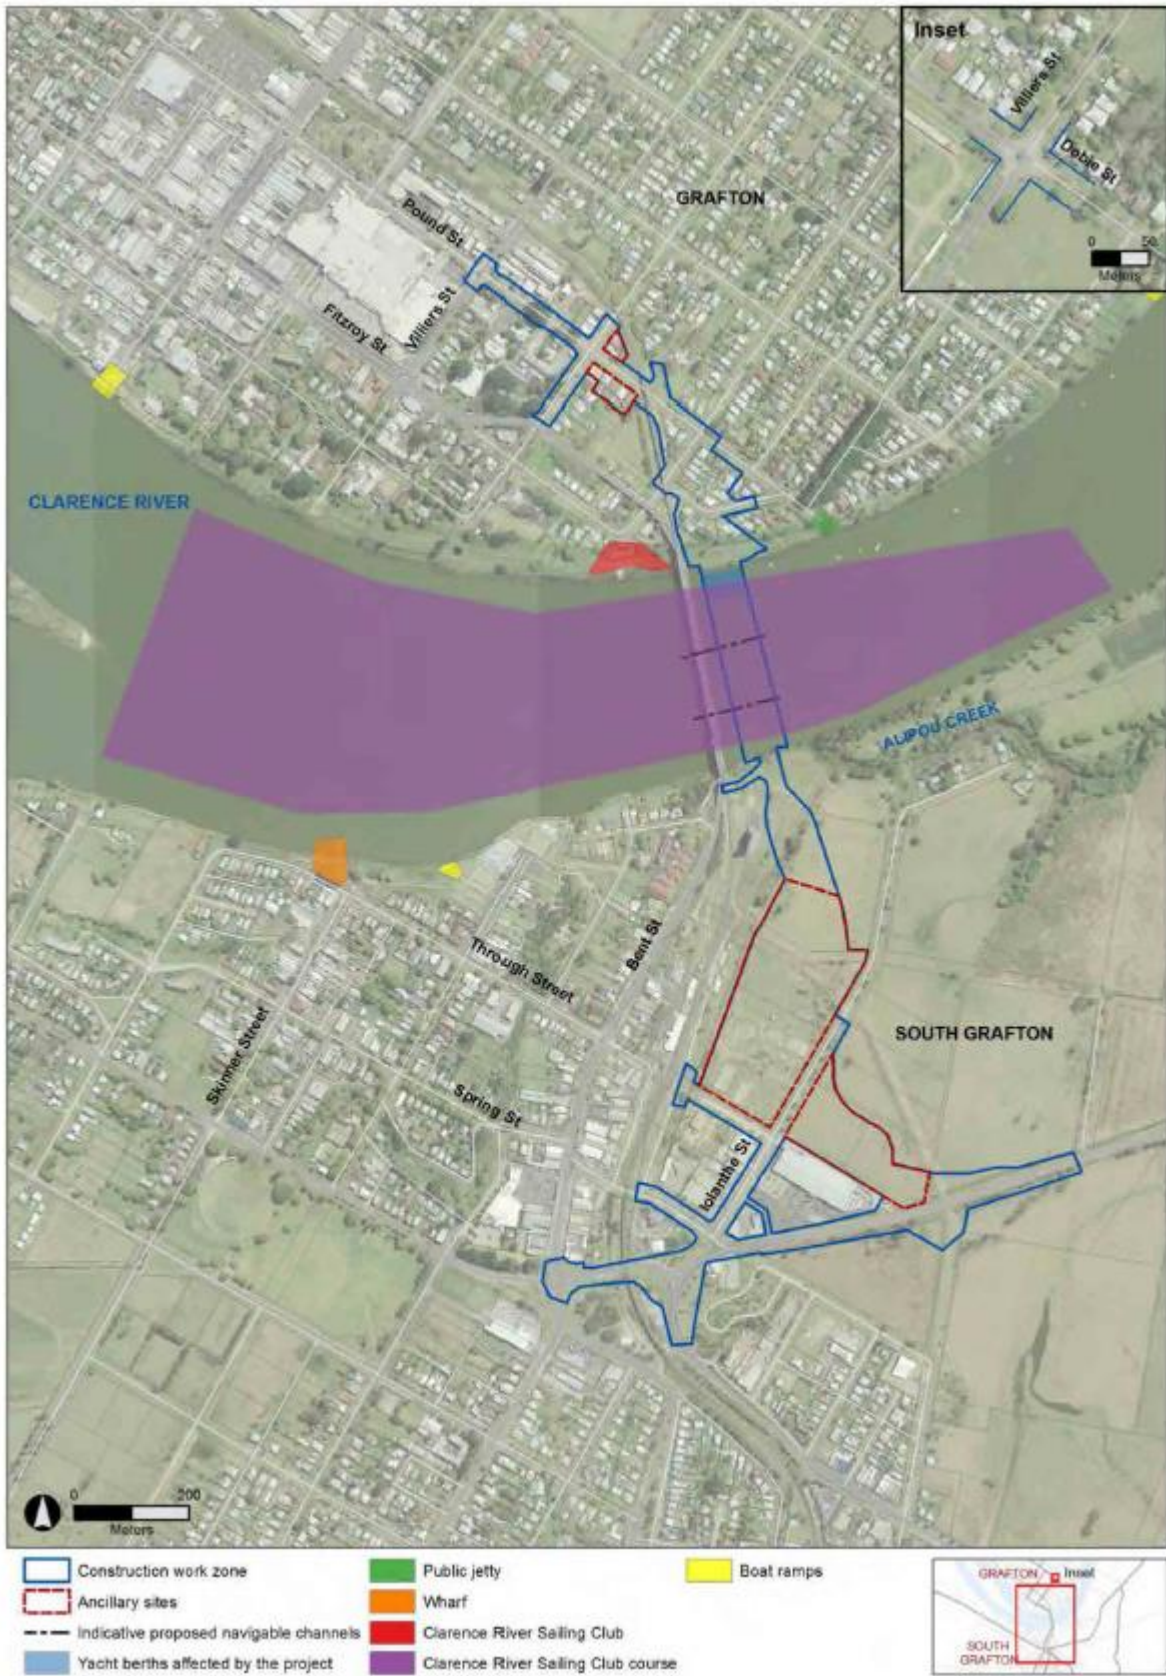 Inset
Villiers St
Dobie St
0 50
Meters
GRAFTON
Pound St
Villiers St
Fitzroy St
CLARENCE RIVER
ALIPOU CREEK
Bent St
Through Street
SOUTH GRAFTON
Skinner Street
Spring St
Iolanthe St
0 200
Meters
Construction work zone
Ancillary sites
Indicative proposed navigable channels
Yacht berths affected by the project
Public jetty
Wharf
Clarence River Sailing Club
Clarence River Sailing Club course
Boat ramps
GRAFTON
Inset
SOUTH
GRAFTON